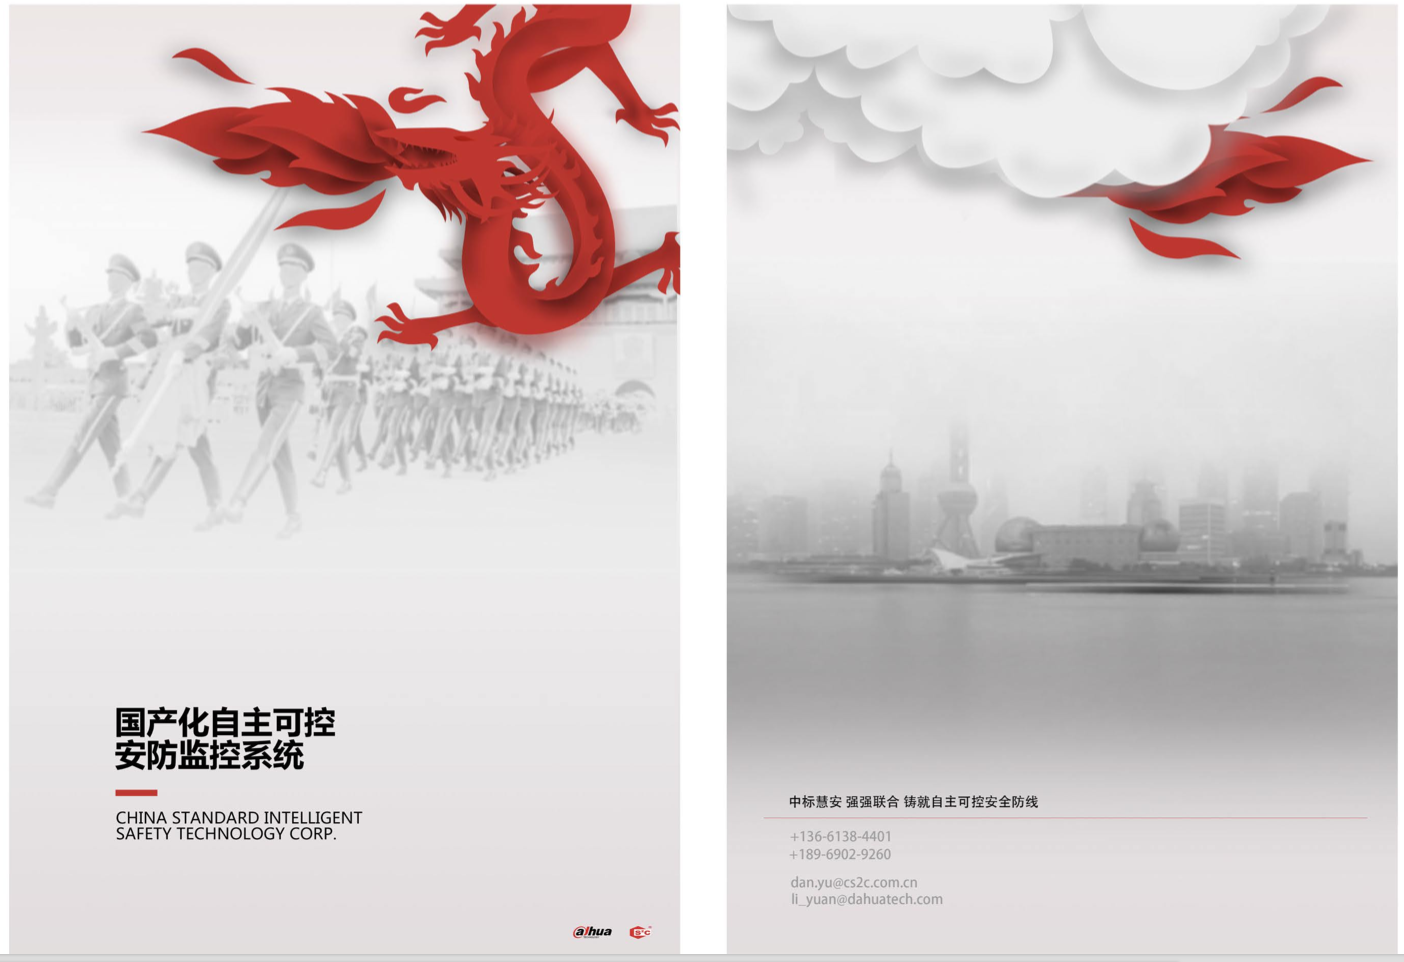 国产化自主可控
安防监控系统
CHINA STANDARD INTELLIGENT
SAFETY TECHNOLOGY CORP.
alhua
CS2C
中标慧安 强强联合 铸就自主可控安全防线
+136-6138-4401
+189-6902-9260
dan.yu@cs2c.com.cn
li_yuan@dahuatech.com